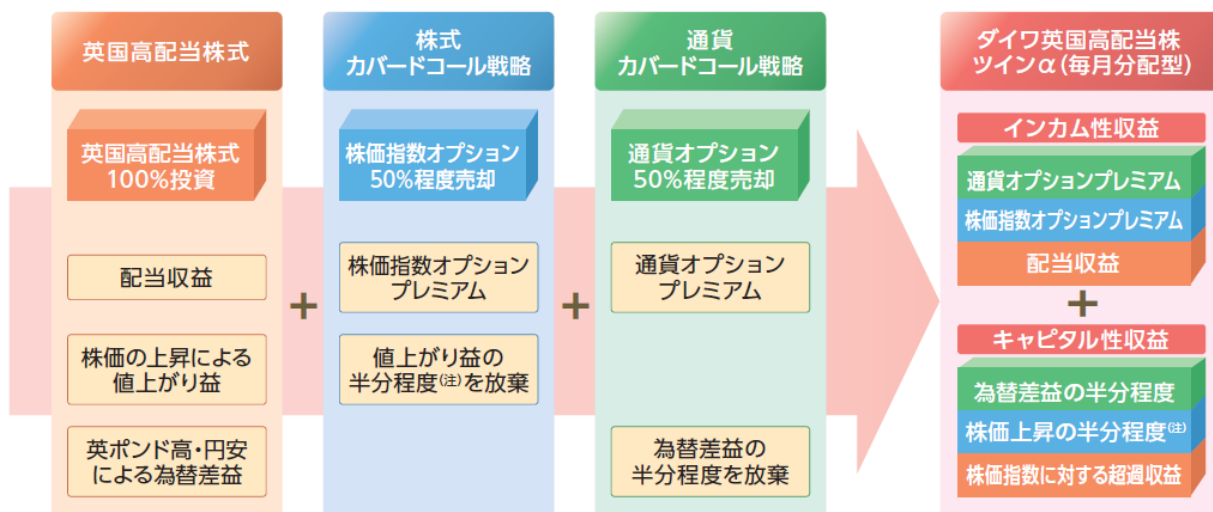 英国高配当株式
英国高配当株式
100%投資
配当収益
株価の上昇による
値上がり益
英ポンド高・円安
による為替差益
+
株式
カバードコール戦略
株価指数オプション
50%程度売却
株価指数オプション
プレミアム
値上がり益の
半分程度(注)を放棄
+
通貨
カバードコール戦略
通貨オプション
50%程度売却
通貨オプション
プレミアム
為替差益の
半分程度を放棄
ダイワ英国高配当株
ツインα(毎月分配型)
インカム性収益
通貨オプションプレミアム
株価指数オプションプレミアム
配当収益
+
キャピタル性収益
為替差益の半分程度
株価上昇の半分程度(注)
株価指数に対する超過収益